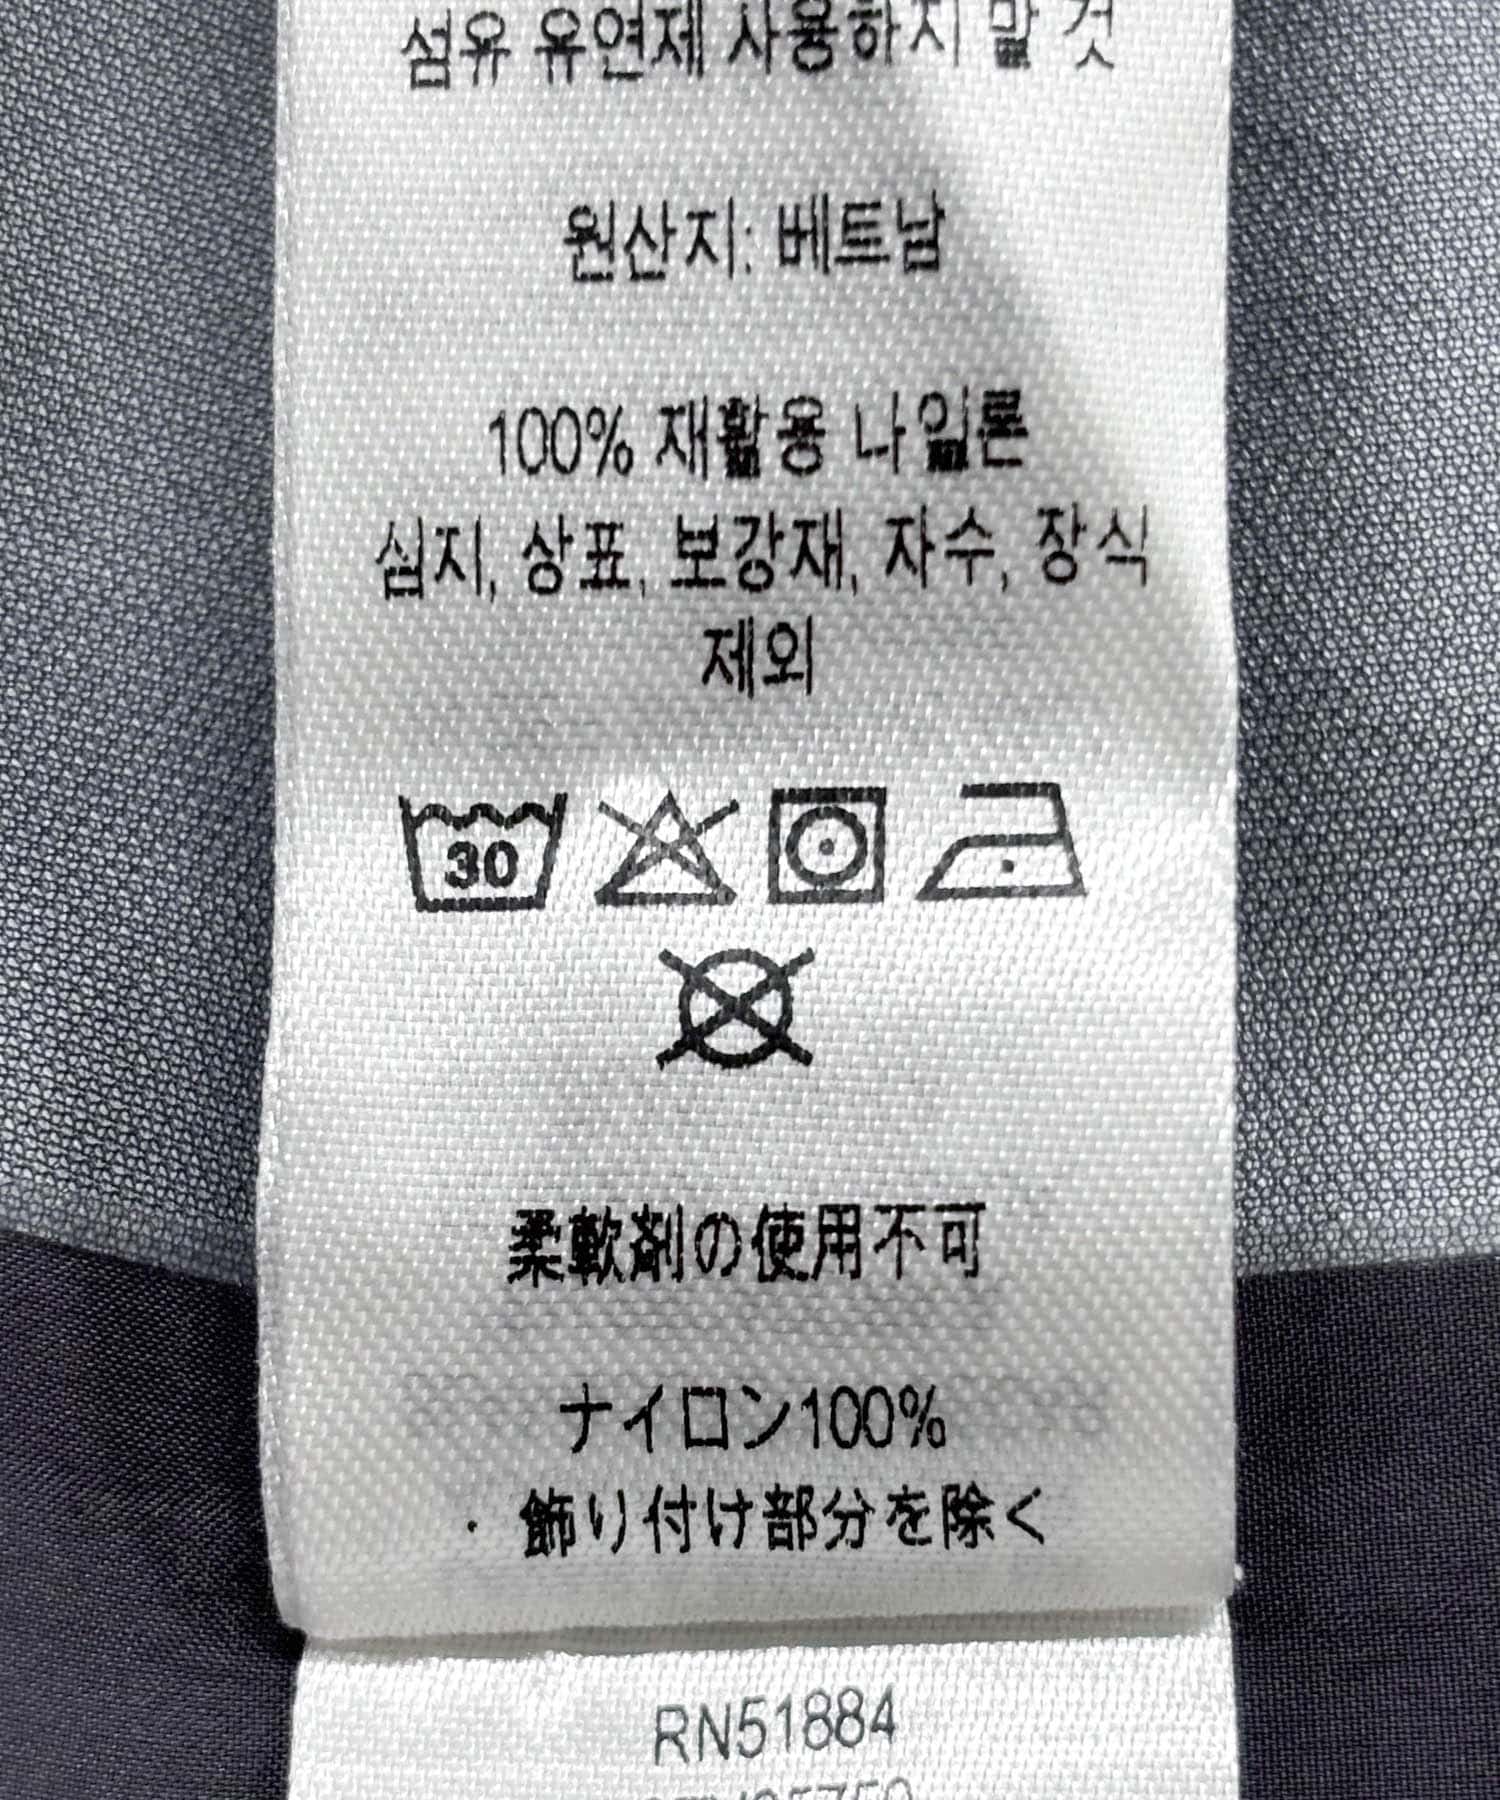 섬유 유연제 사용하지 말 것
원산지: 베트남
100% 재활용 나일론
심지, 상표, 보강재, 자수, 장식
제외
30
柔軟剤の使用不可
ナイロン100%
・飾り付け部分を除く
RN51884